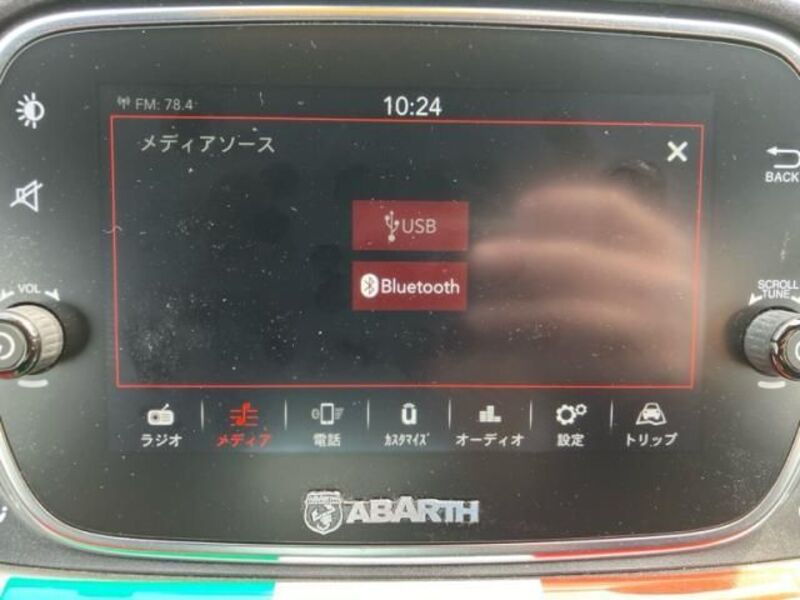 FM: 78.4
10:24
メディアソース
BACK
USB
VOL
SCROLL
TUNE
Bluetooth
ラジオ
メディア
電話
ｶｽﾀﾏｲｽﾞ
オーディオ
設定
トリップ
ABARTH